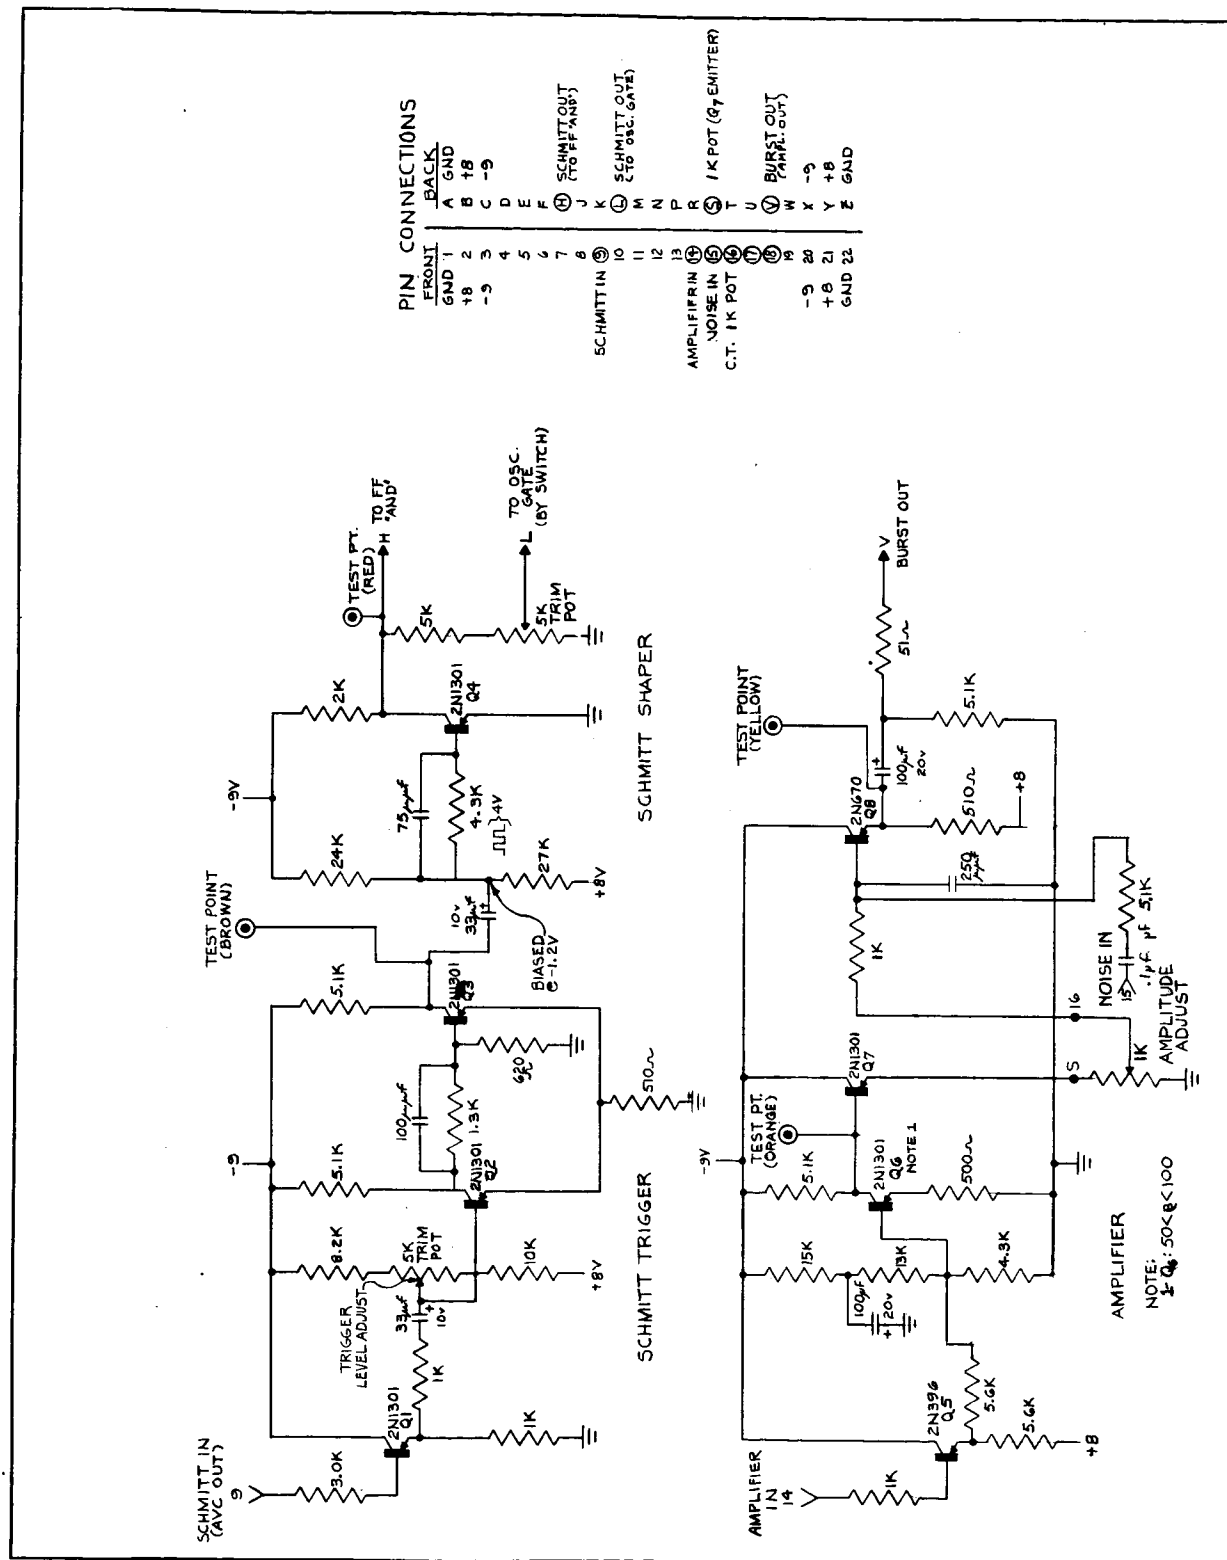 PIN CONNECTIONS
FRONT BACK
GND 1 A GND
+8 2 B +8
-9 3 C -9
4 D
5 E
6 F
7 H SCHMITT OUT
(TO FF "AND")
8 J
SCHMITT IN 9 K
10 L SCHMITT OUT
(TO OSC. GATE)
11 M
12 N
13 P
AMPLIFIER IN 14 R
NOISE IN 15 S 1K POT (Q7 EMITTER)
C.T. 1K POT 16 T
17 U
18 V BURST OUT
(AMPL. OUT)
19 W
-9 20 X -9
+8 21 Y +8
GND 22 Z GND
SCHMITT IN
(AVC OUT)
9
3.0K
2N1301
Q1
1K
1K
TRIGGER
LEVEL ADJUST
33μf
10v
-9
8.2K
5K
TRIM
POT
10K
+8V
5.1K
2N1301
Q2
100μμf
1.3K
620Ω
510Ω
5.1K
2N1301
Q3
TEST POINT
(BROWN)
SCHMITT TRIGGER
10v
33μf
BIASED
@-1.2V
-9V
24K
27K
+8V
75μμf
4.3K
4V
2K
2N1301
Q4
TEST PT.
(RED)
H TO FF
"AND"
5K
5K
TRIM
POT
L TO OSC.
GATE
(BY SWITCH)
SCHMITT SHAPER
AMPLIFIER
IN
14
1K
2N396
Q5
5.6K
5.6K
+8
15K
100μF
20v
13K
4.3K
-9V
5.1K
TEST PT.
(ORANGE)
2N1301
Q6
NOTE 1
500Ω
2N1301
Q7
S
1K
16
AMPLITUDE
ADJUST
NOISE IN
15
.1μf
pF
5.1K
1K
250
μμf
2N670
Q8
510Ω
+8
TEST POINT
(YELLOW)
100μf
20v
5.1K
51Ω
V
BURST OUT
AMPLIFIER
NOTE:
1. Q6: 50<β<100